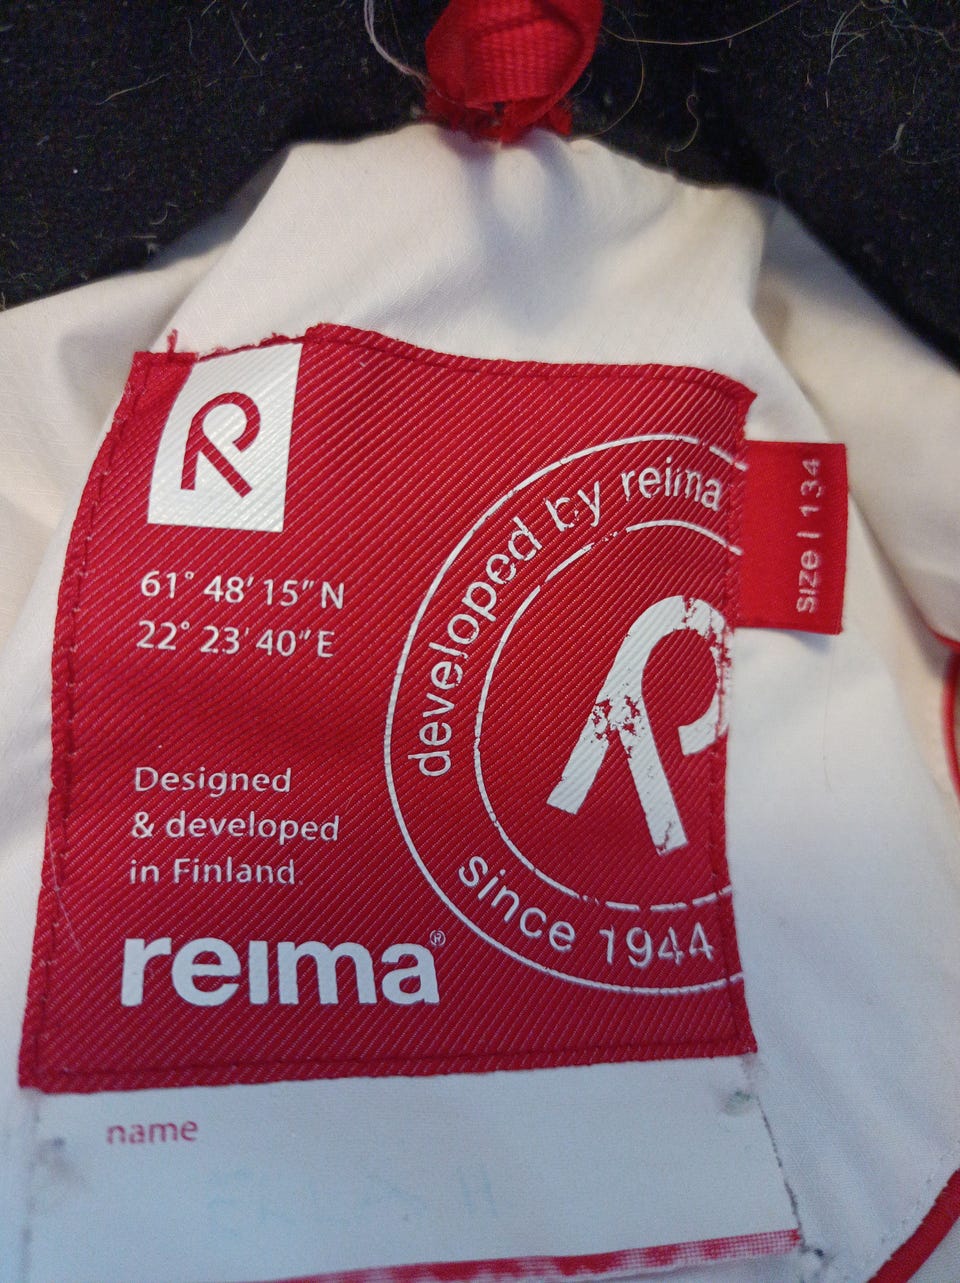 R
61° 48' 15" N
22° 23' 40" E
developed by reima
since 1944
Size | 134
Designed
& developed
in Finland
reima®
name